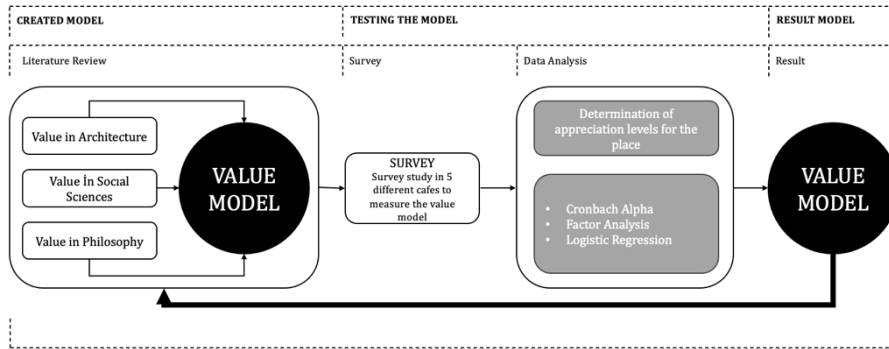 CREATED MODEL
TESTING THE MODEL
RESULT MODEL
Literature Review
Survey
Data Analysis
Result
Value in Architecture
Value İn Socıal
Scıences
Value in Philosophy
VALUE
MODEL
SURVEY
Survey study in 5
different cafes to
measure the value
model
Determination of
appreciation levels for the
place
• Cronbach Alpha
• Factor Analysis
• Logistic Regression
VALUE
MODEL